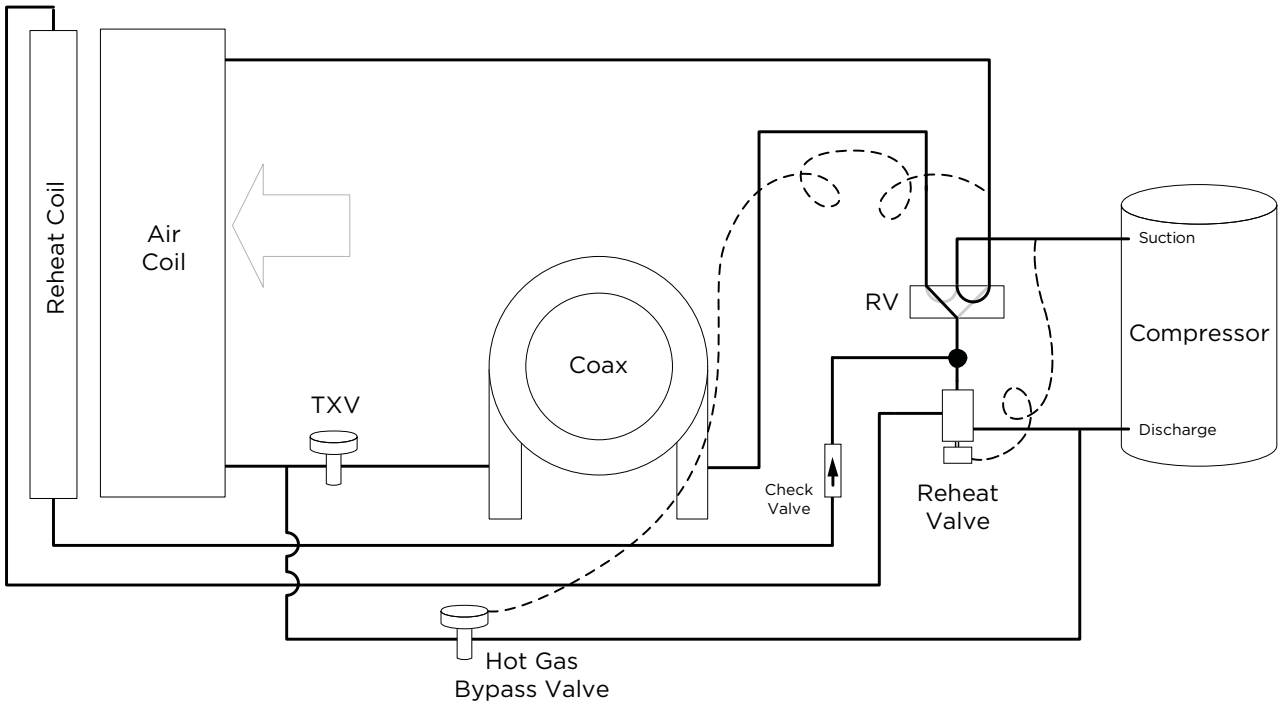 Reheat Coil
Air
Coil
TXV
Coax
RV
Check
Valve
Reheat
Valve
Suction
Compressor
Discharge
Hot Gas
Bypass Valve